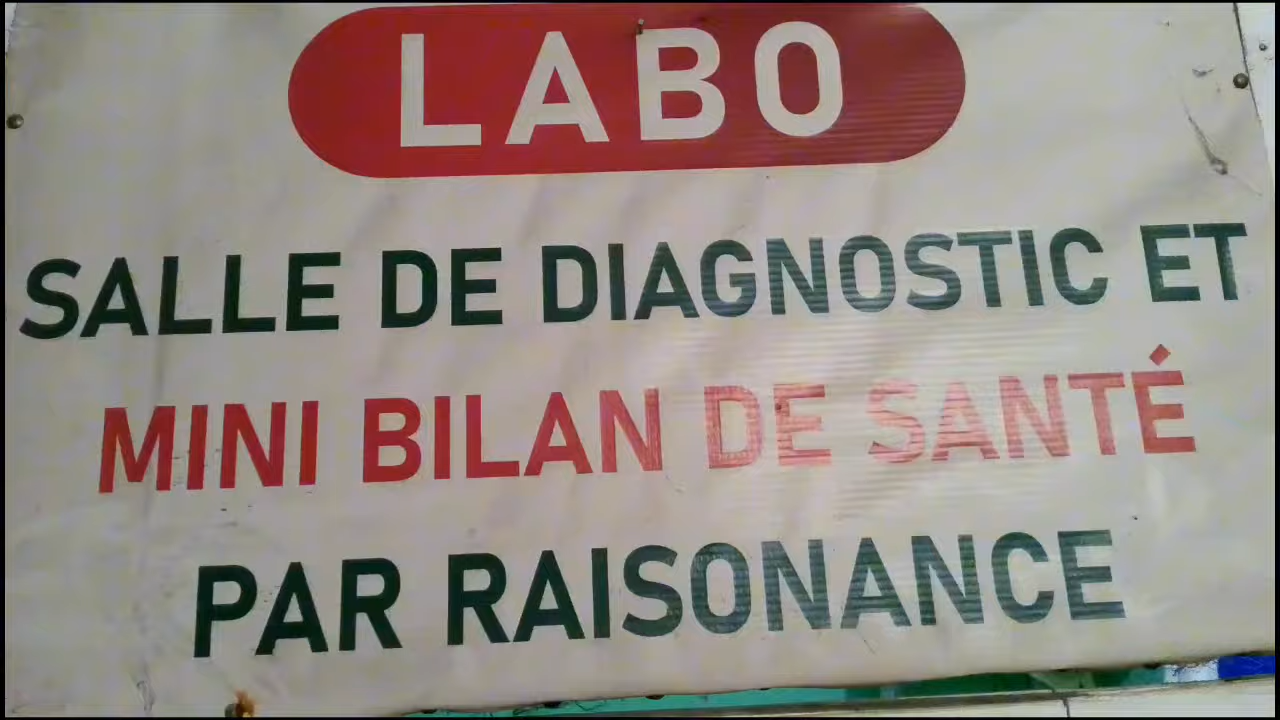 LABO
SALLE DE DIAGNOSTIC ET
MINI BILAN DE SANTÉ
PAR RAISONANCE